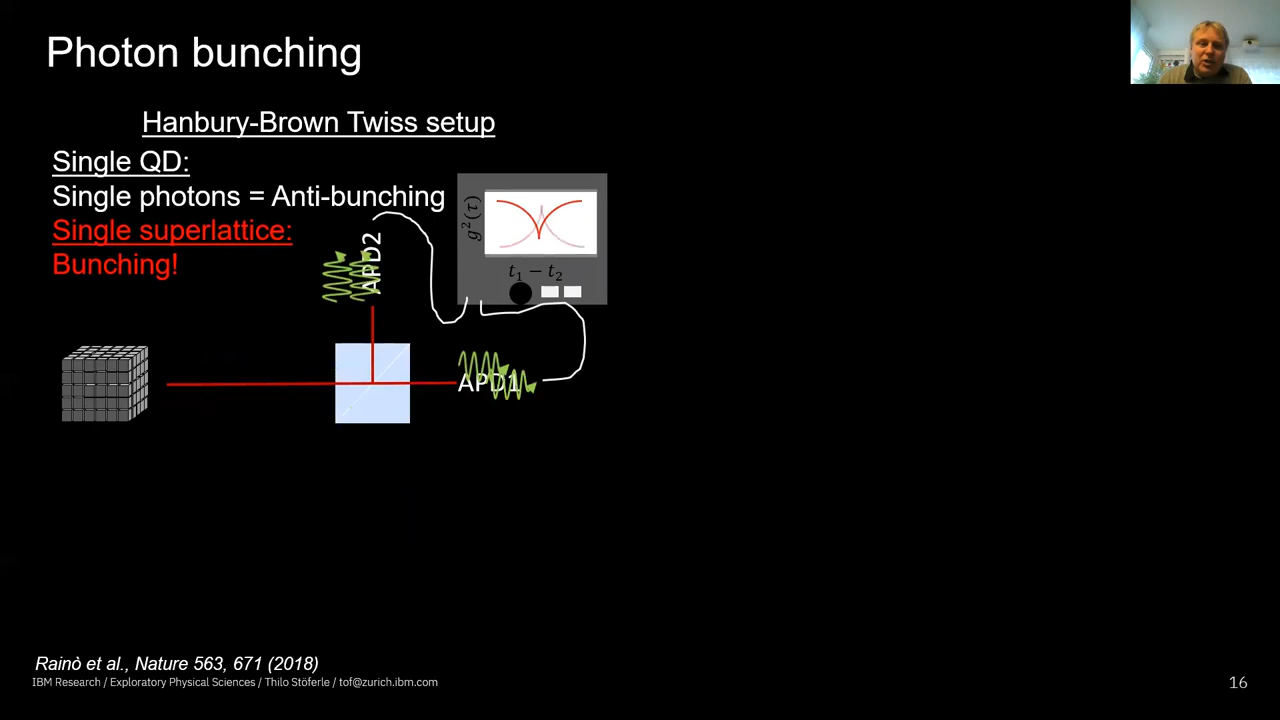 Photon bunching
Hanbury-Brown Twiss setup
Single QD:
Single photons = Anti-bunching
Single superlattice:
Bunching!
APD2
g²(τ)
t₁ − t₂
APD1
Rainò et al., Nature 563, 671 (2018)
IBM Research / Exploratory Physical Sciences / Thilo Stöferle / tof@zurich.ibm.com
16